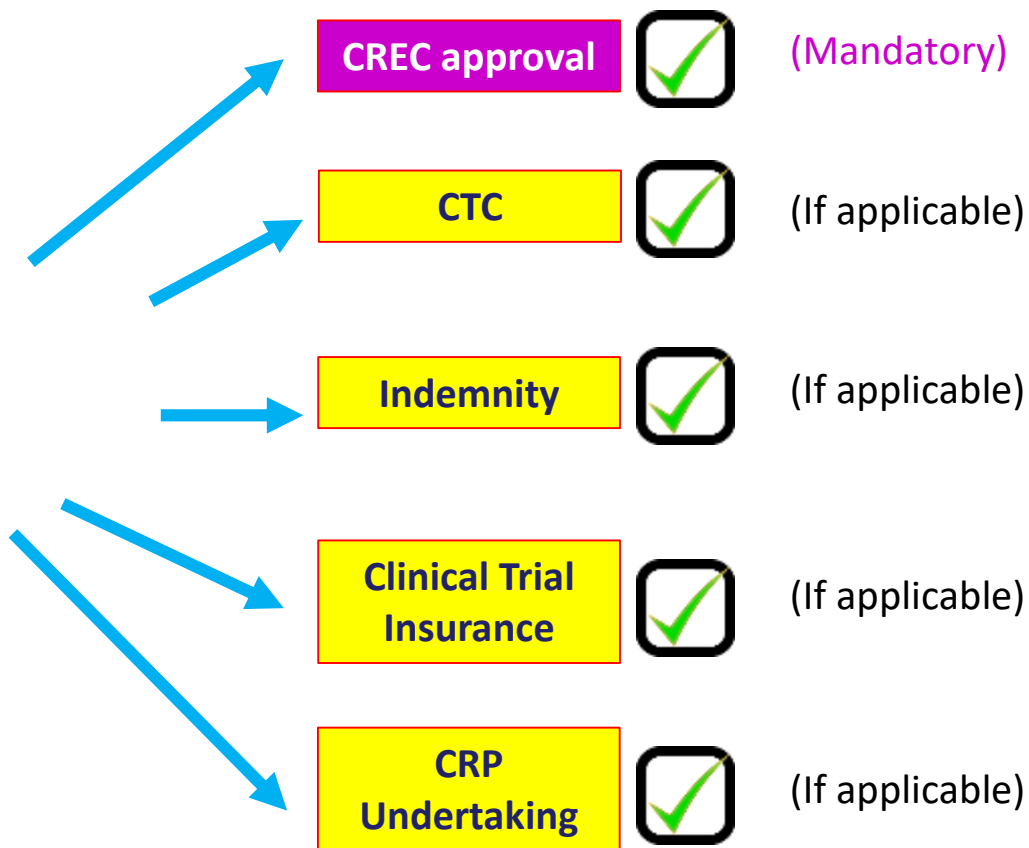 CREC approval
(Mandatory)
CTC
(If applicable)
Indemnity
(If applicable)
Clinical Trial
Insurance
(If applicable)
CRP
Undertaking
(If applicable)